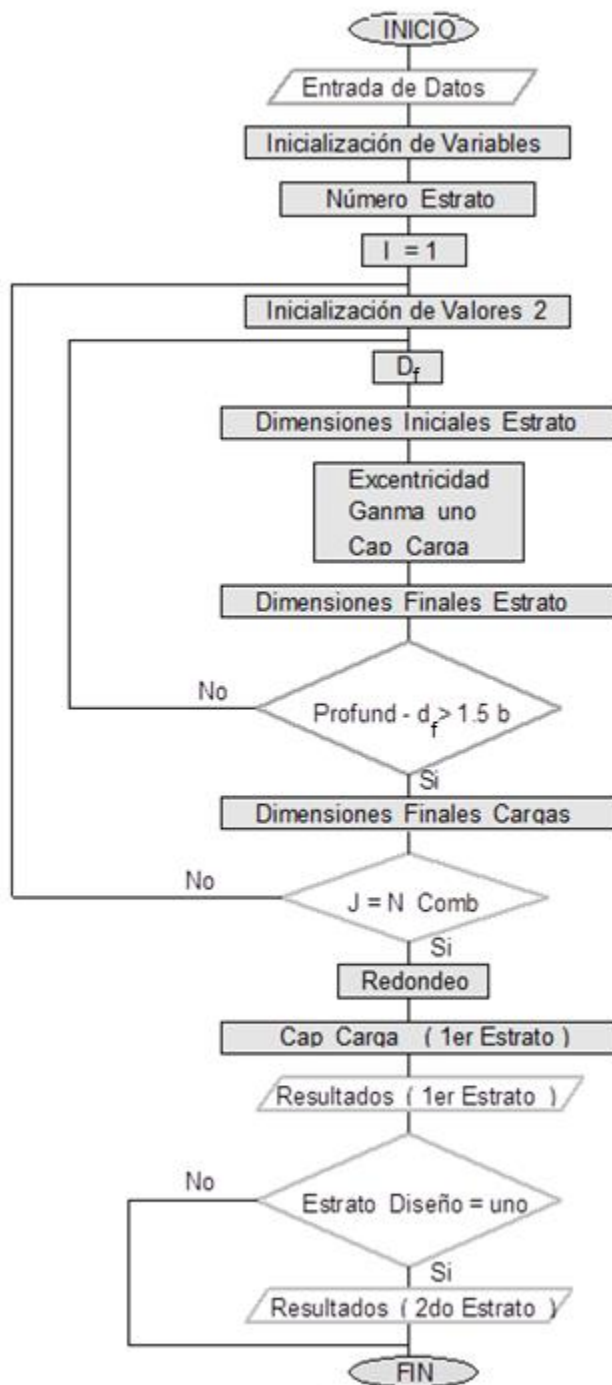 INICIO
Entrada de Datos
Inicialización de Variables
Número Estrato
I = 1
Inicialización de Valores 2
Df
Dimensiones Iniciales Estrato
Excentricidad
Ganma uno
Cap Carga
Dimensiones Finales Estrato
No
Profund - df > 1.5 b
Si
Dimensiones Finales Cargas
No
J = N Comb
Si
Redondeo
Cap Carga ( 1er Estrato )
Resultados ( 1er Estrato )
No
Estrato Diseño = uno
Si
Resultados ( 2do Estrato )
FIN